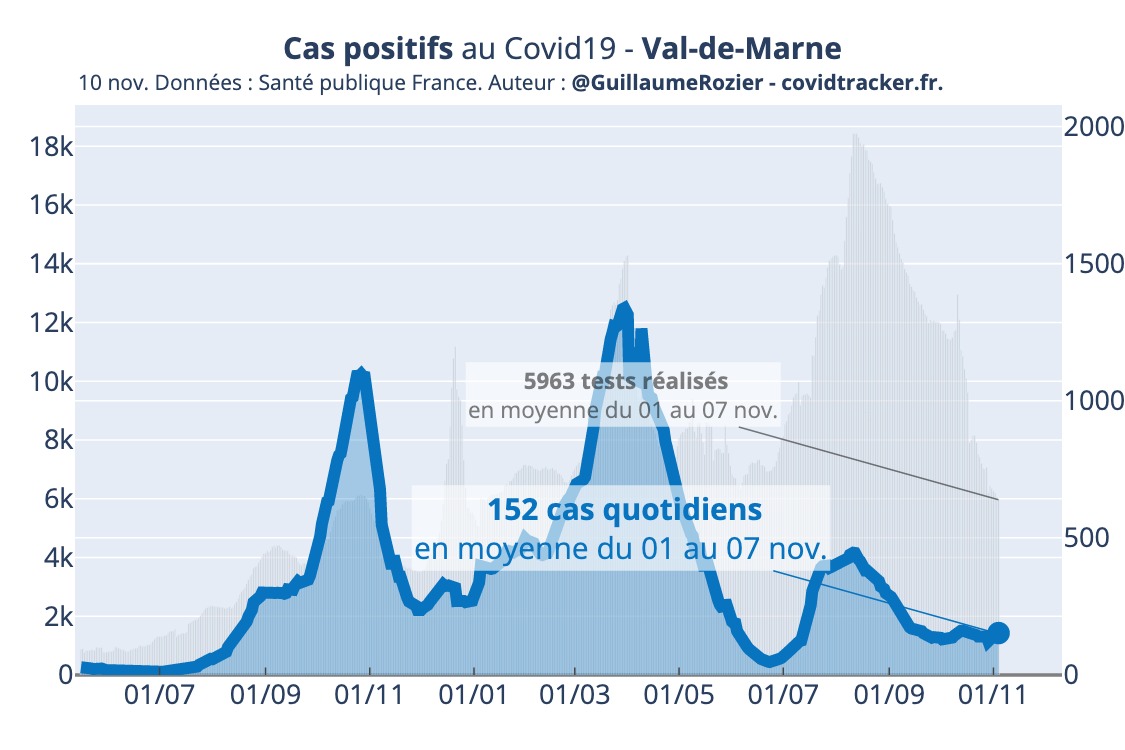 Cas positifs au Covid19 - Val-de-Marne
10 nov. Données : Santé publique France. Auteur : @GuillaumeRozier - covidtracker.fr.
18k
16k
14k
12k
10k
8k
6k
4k
2k
0
2000
1500
1000
500
0
5963 tests réalisés
en moyenne du 01 au 07 nov.
152 cas quotidiens
en moyenne du 01 au 07 nov.
01/07 01/09 01/11 01/01 01/03 01/05 01/07 01/09 01/11